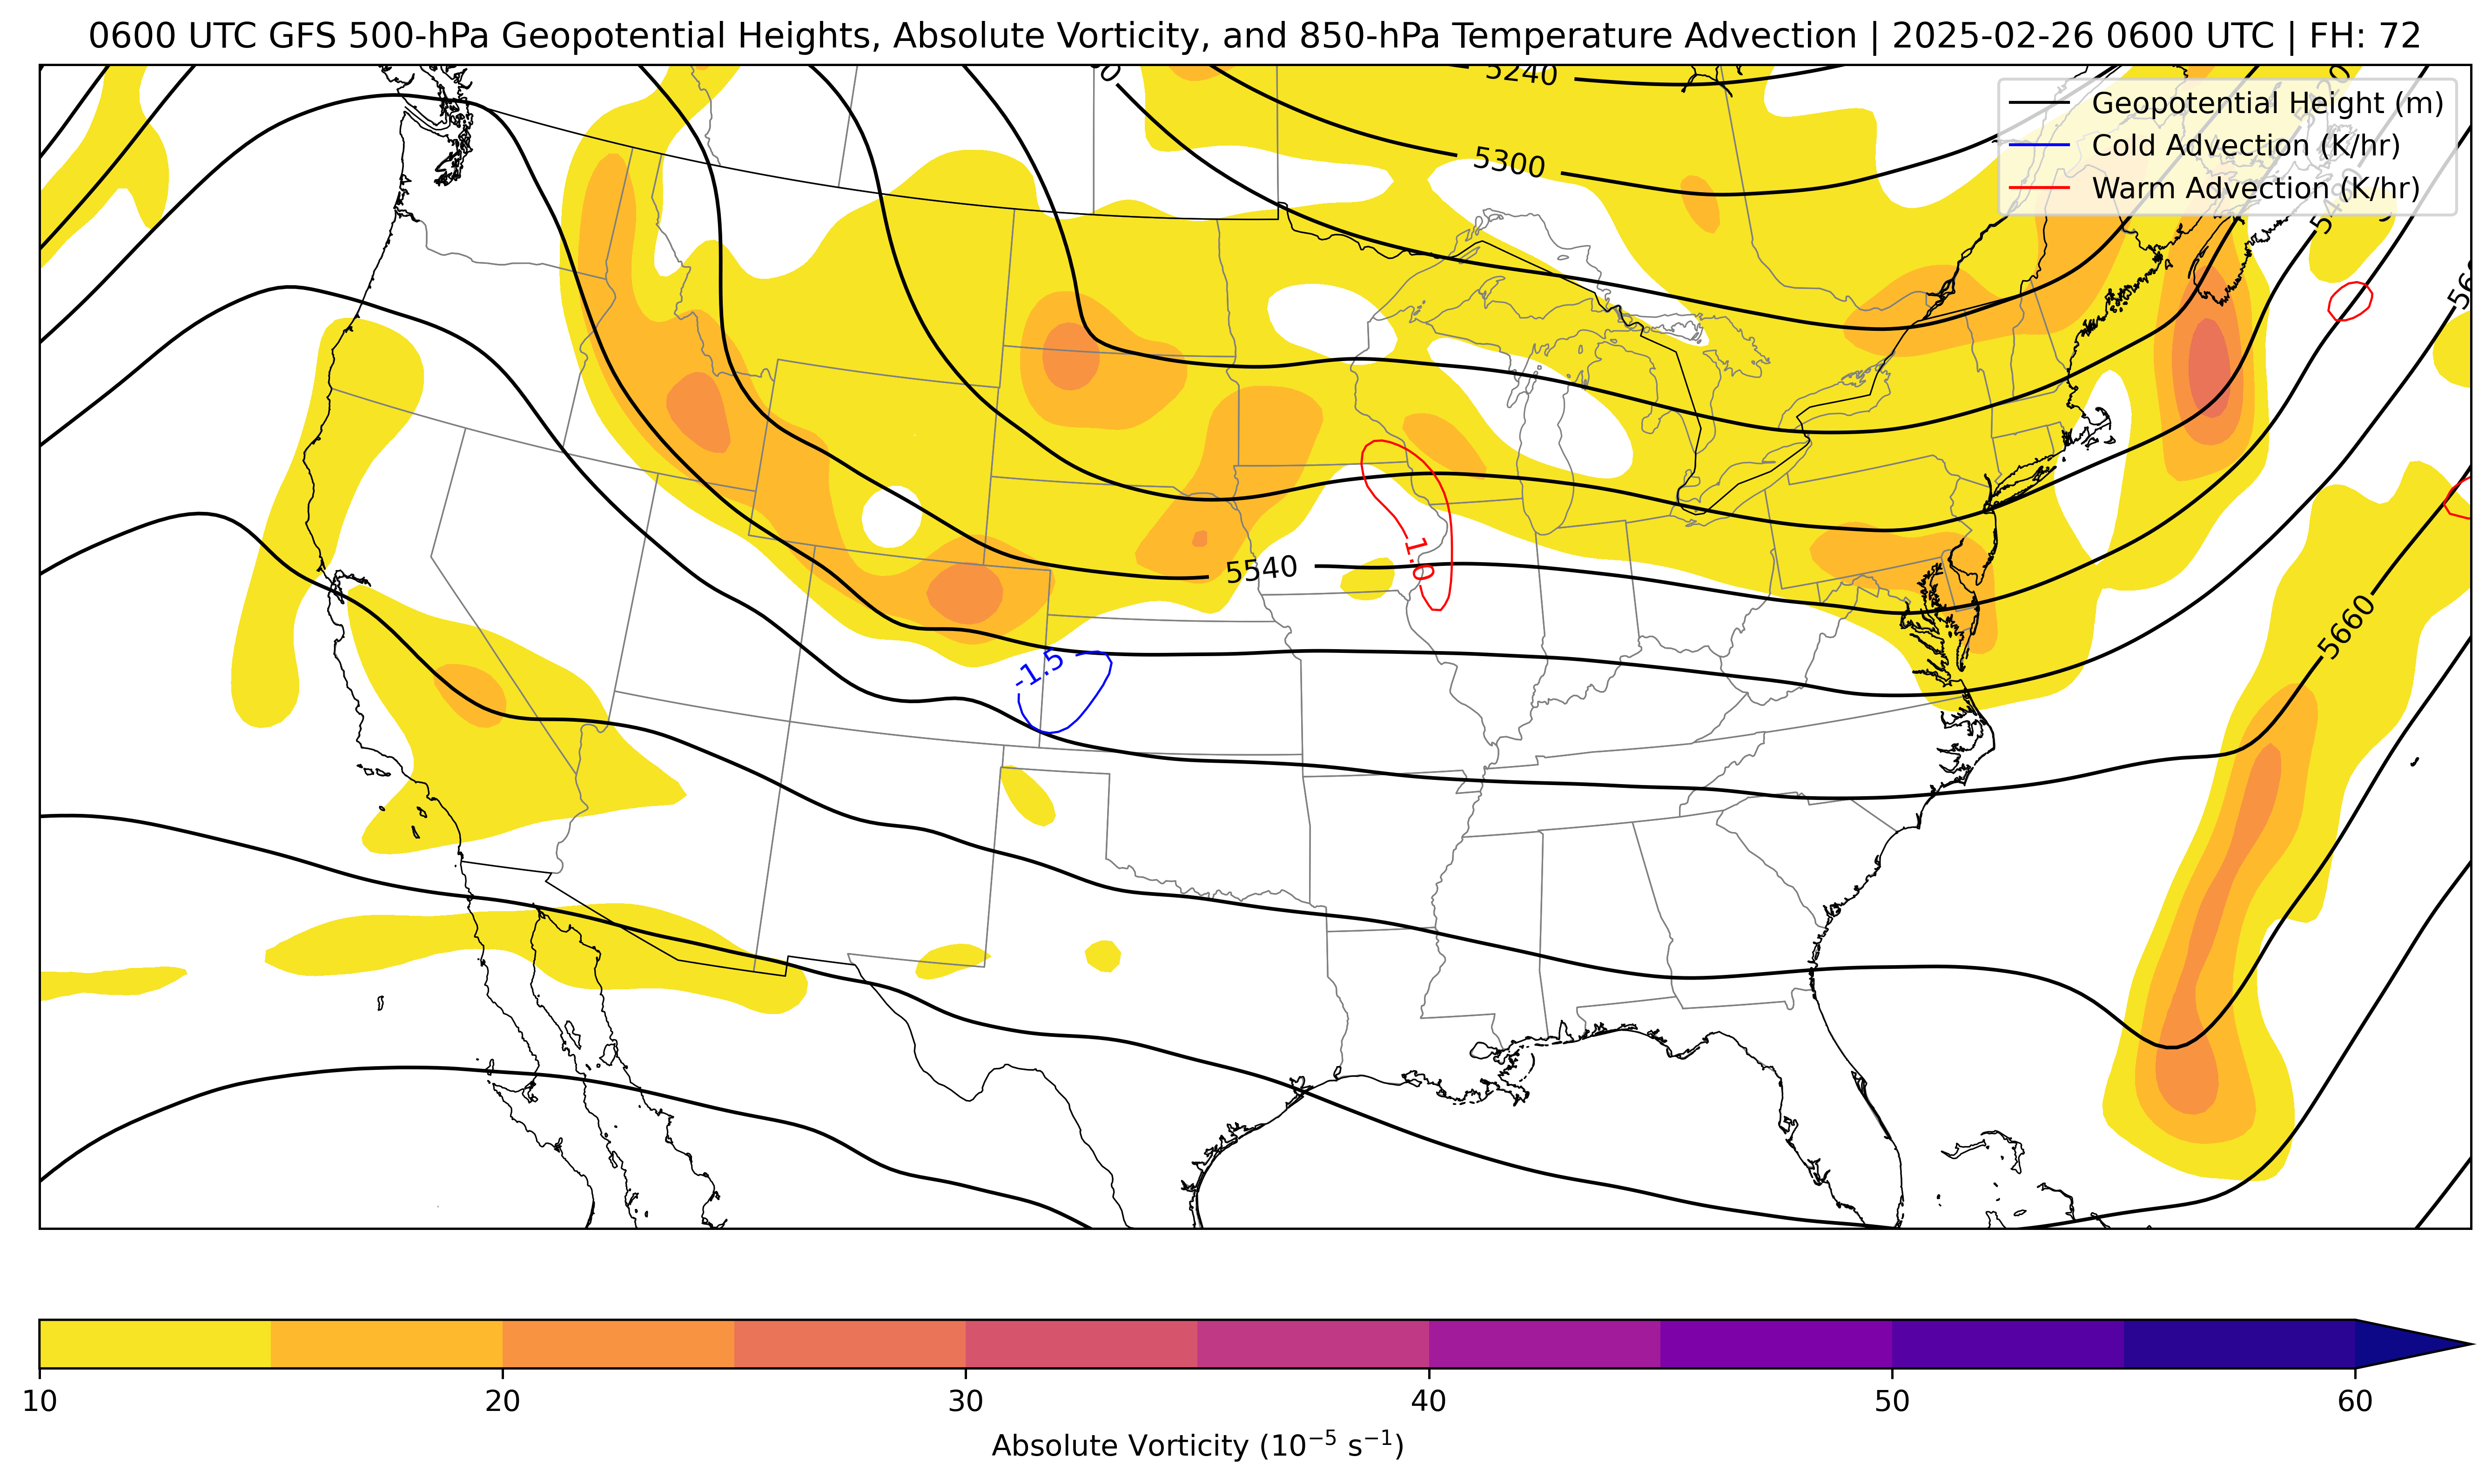 0600 UTC GFS 500-hPa Geopotential Heights, Absolute Vorticity, and 850-hPa Temperature Advection | 2025-02-26 0600 UTC | FH: 72
5240
Geopotential Height (m)
Cold Advection (K/hr)
Warm Advection (K/hr)
5300
1.0
5540
5660
-1.5
10
20
30
40
50
60
Absolute Vorticity (10⁻⁵ s⁻¹)